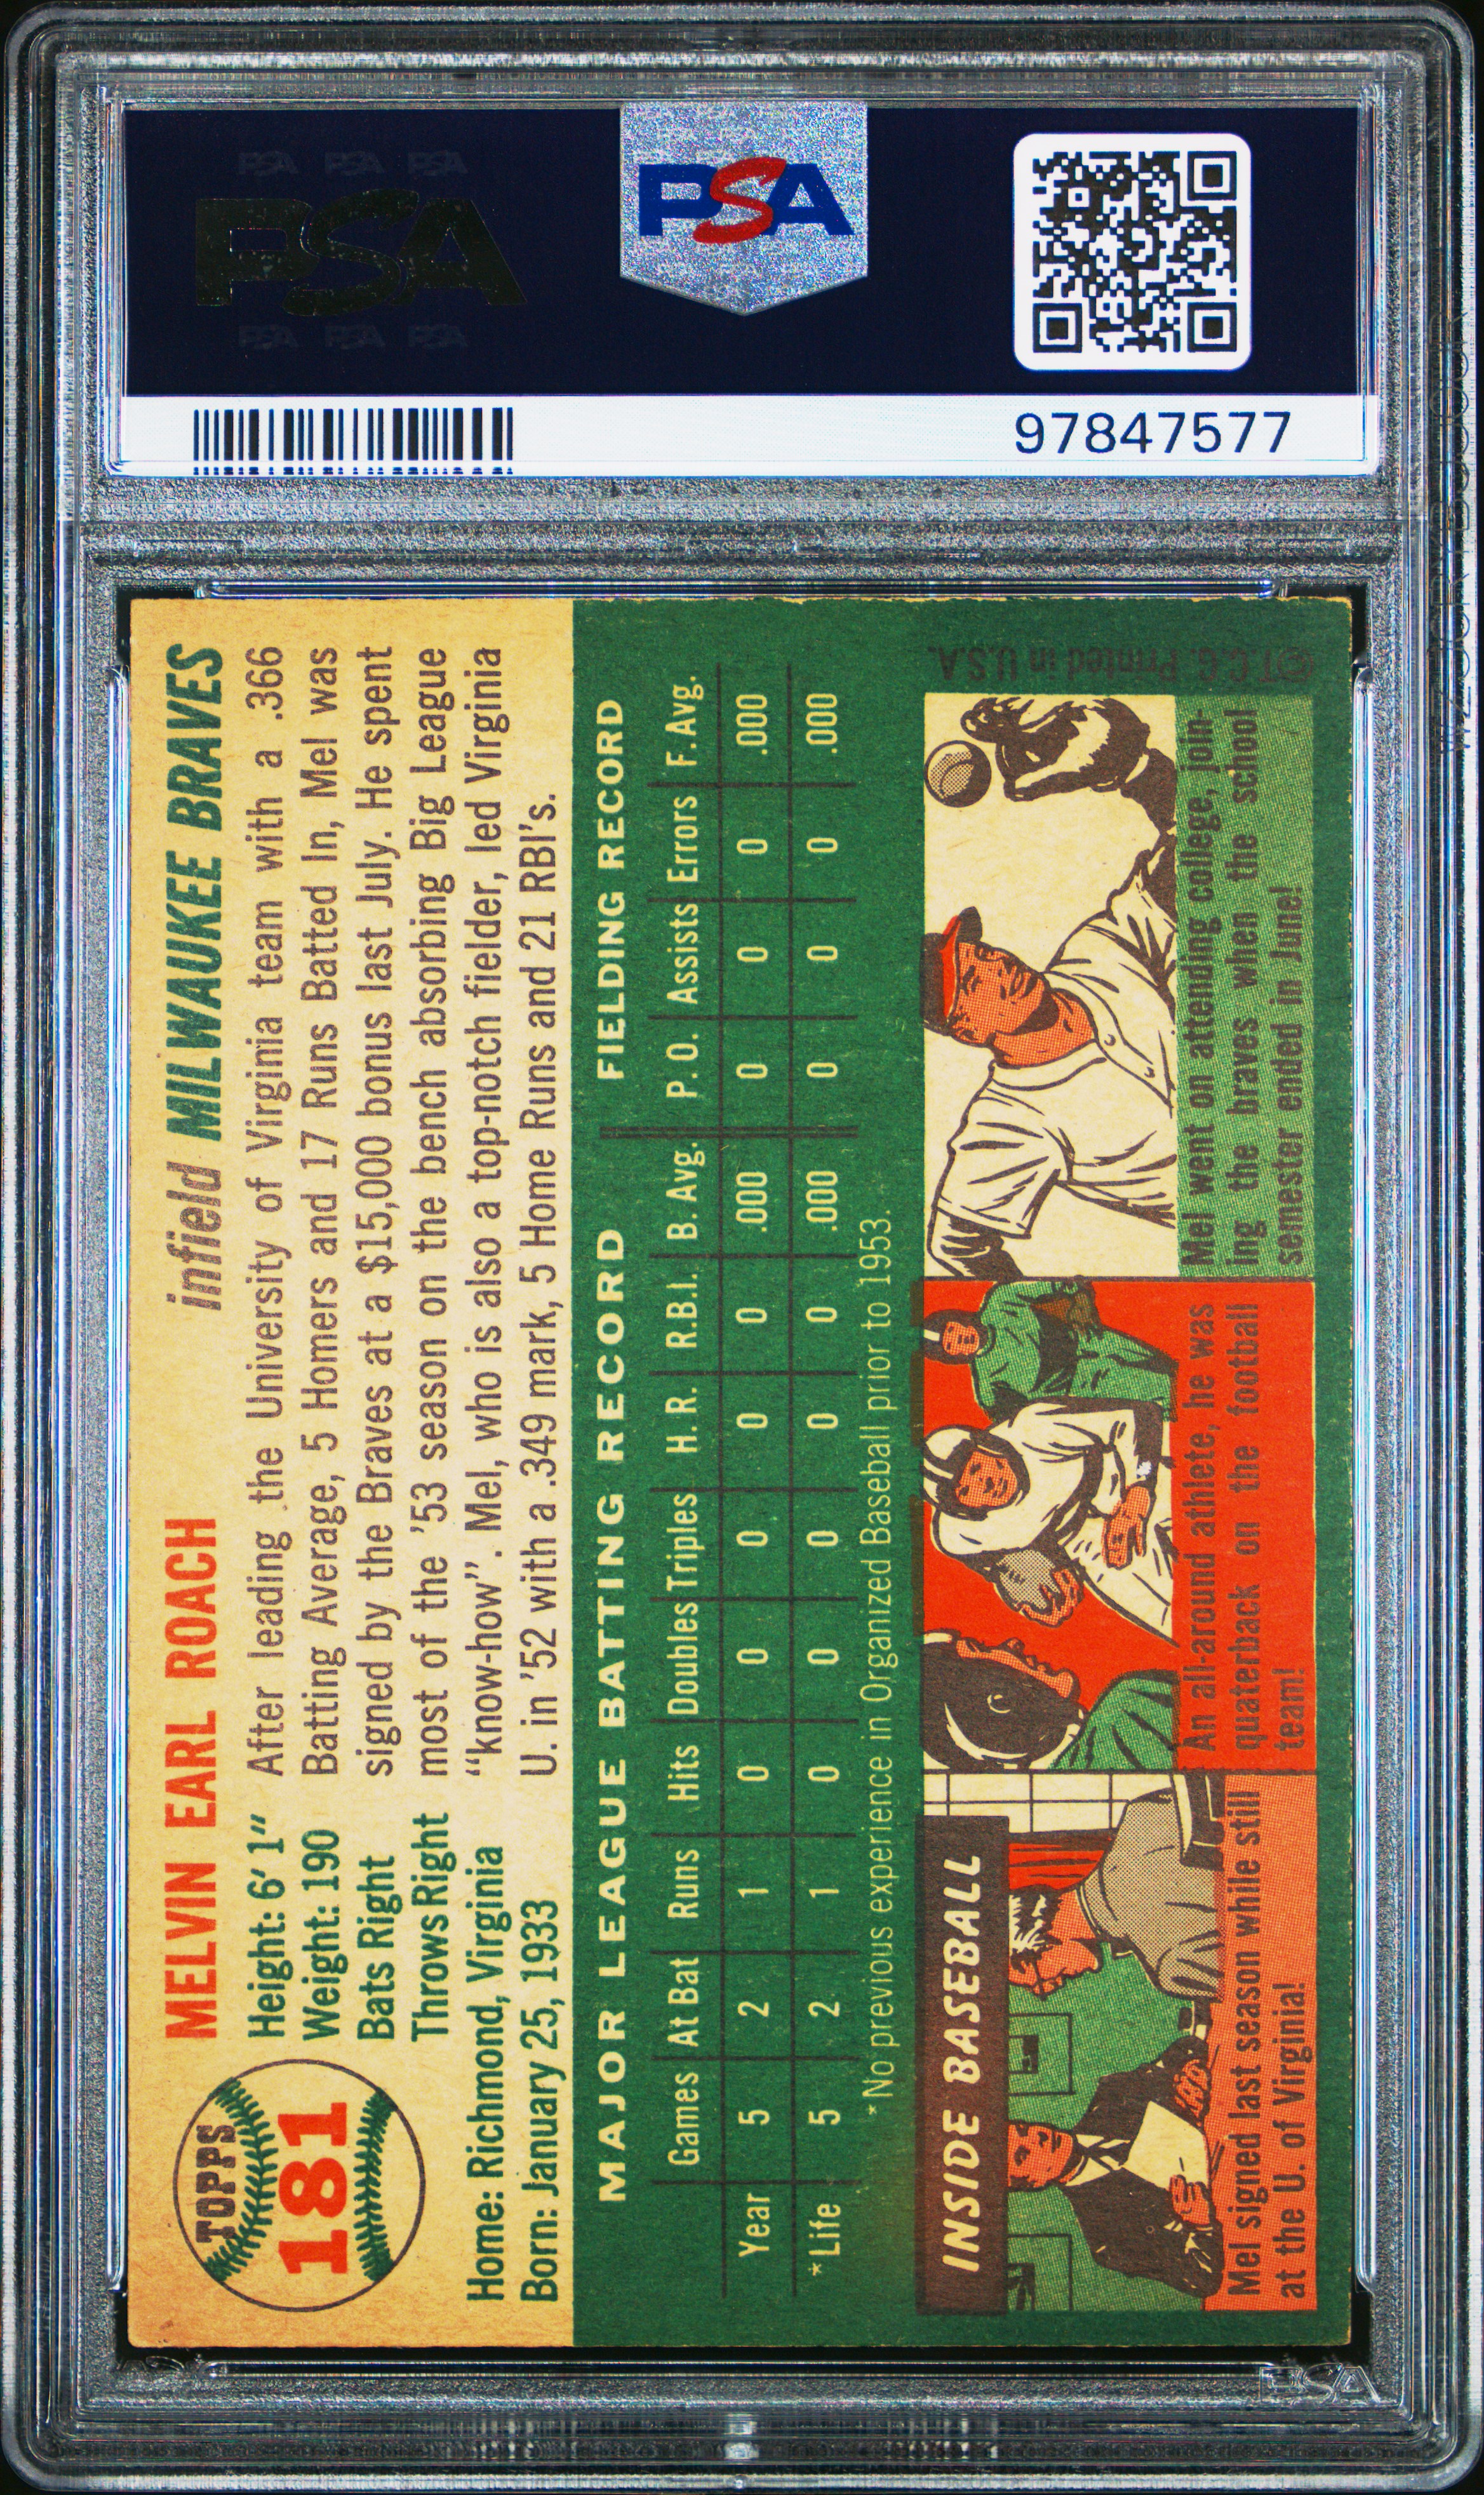 PSA PSA PSA
PSA
PSA PSA PSA
PSA
97847577
TOPPS
181
MELVIN EARL ROACH
infield MILWAUKEE BRAVES
Height: 6' 1"
Weight: 190
Bats Right
Throws Right
Home: Richmond, Virginia
Born: January 25, 1933
After leading the University of Virginia team with a .366
Batting Average, 5 Homers and 17 Runs Batted In, Mel was
signed by the Braves at a $15,000 bonus last July. He spent
most of the '53 season on the bench absorbing Big League
“know-how”. Mel, who is also a top-notch fielder, led Virginia
U. in '52 with a .349 mark, 5 Home Runs and 21 RBI's.
MAJOR LEAGUE BATTING RECORD FIELDING RECORD
Games At Bat Runs Hits Doubles Triples H.R. R.B.I. B. Avg. P.O. Assists Errors F. Avg.
Year 5 2 1 0 0 0 0 0 .000 0 0 0 .000
*Life 5 2 1 0 0 0 0 0 .000 0 0 0 .000
*No previous experience in Organized Baseball prior to 1953.
INSIDE BASEBALL
Mel signed last season while still
at the U. of Virginia!
An all-around athlete, he was
quaterback on the football
team!
Mel went on attending college, join-
ing the braves when the school
semester ended in June!
©T.C.G. Printed in U.S.A.
PSA